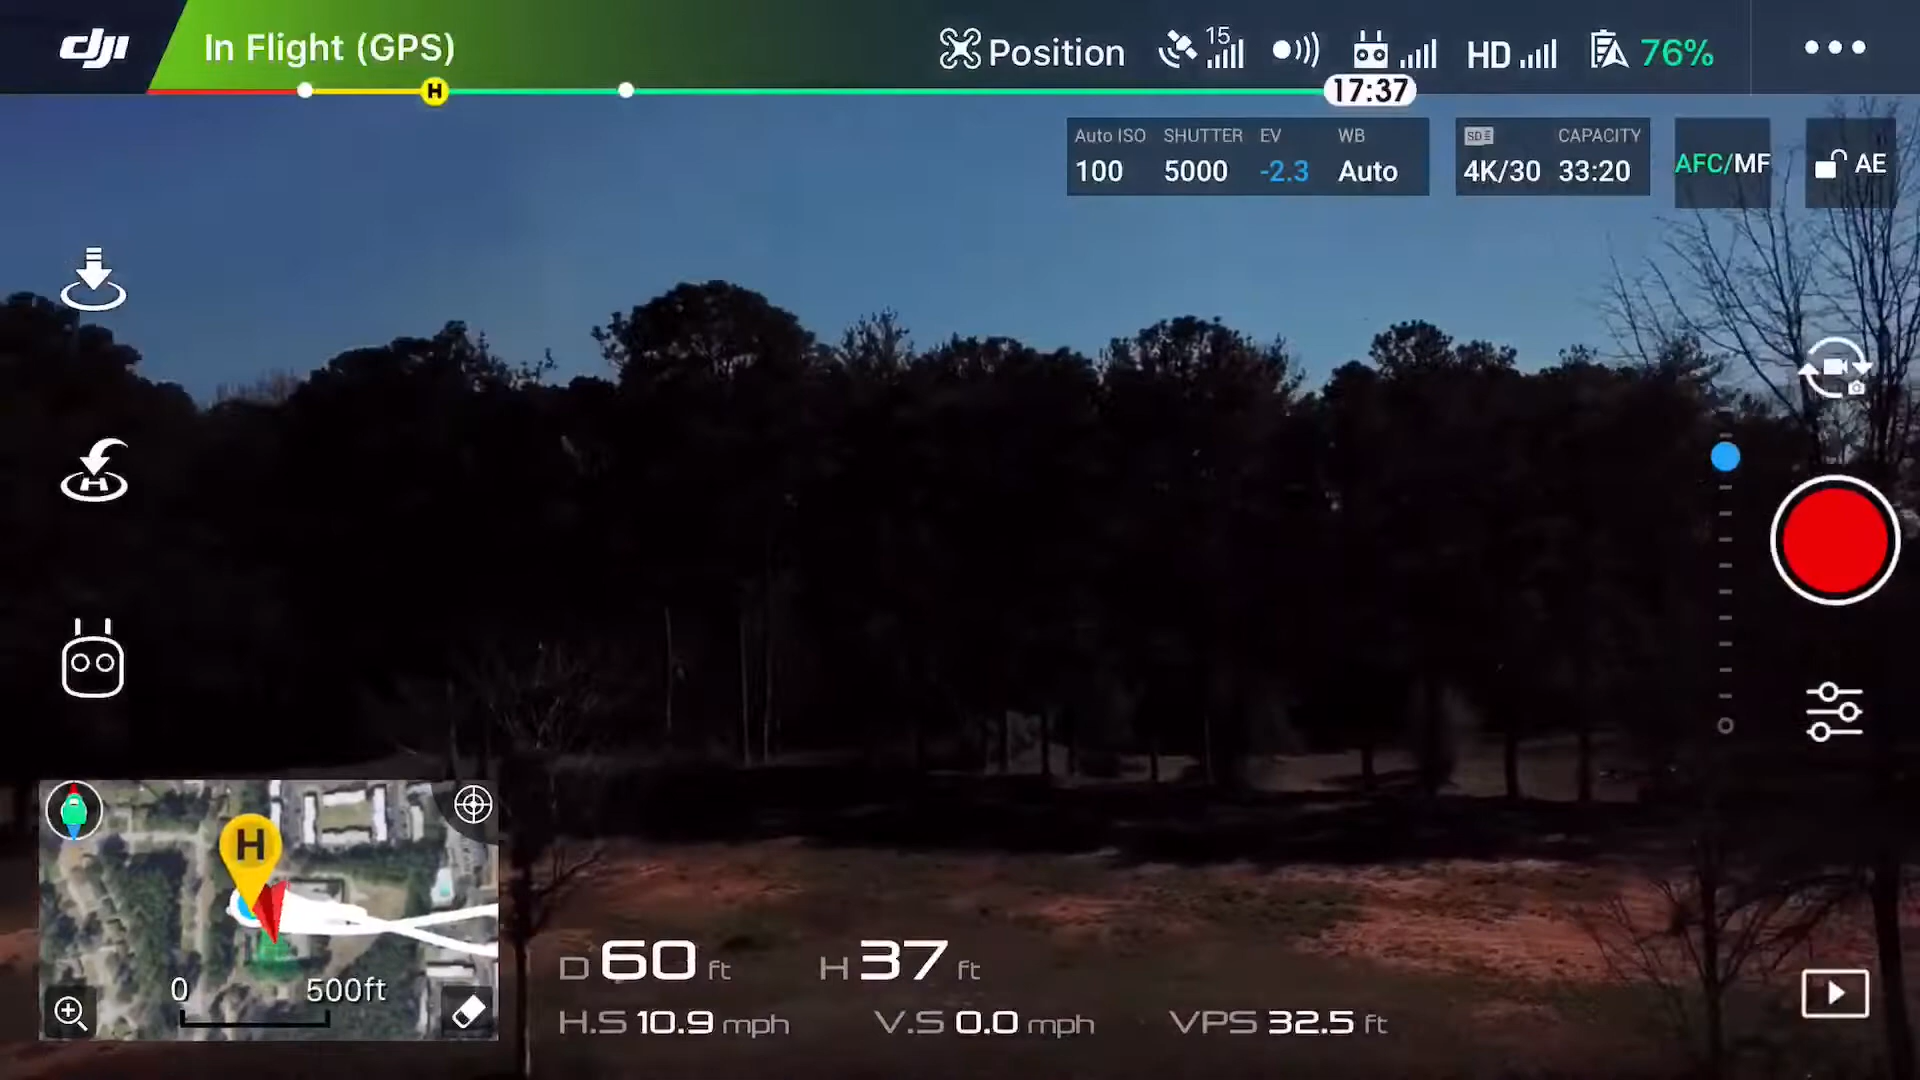 dji In Flight (GPS) Position 15 HD 76%
H 17:37
Auto ISO SHUTTER EV WB SD CAPACITY
100 5000 -2.3 Auto 4K/30 33:20 AFC/MF AE
H
H
0 500ft
D 60 ft H 37 ft
H.S 10.9 mph V.S 0.0 mph VPS 32.5 ft